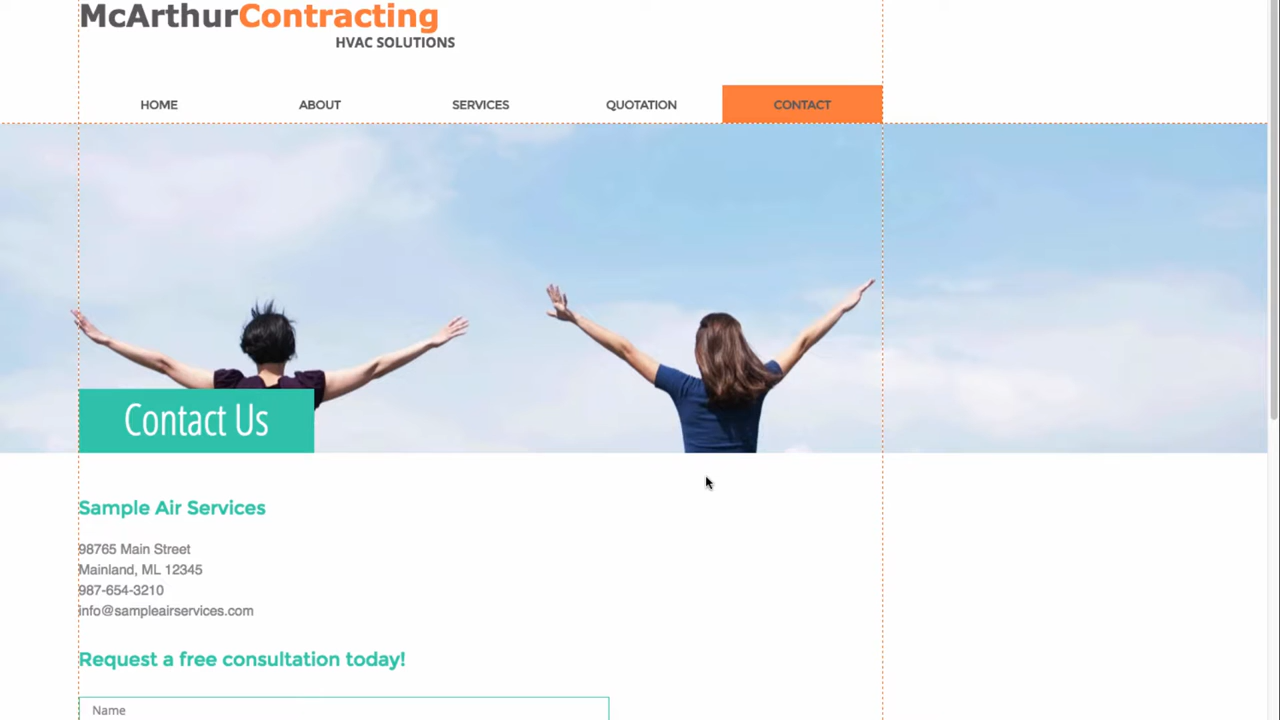 McArthurContracting
HVAC SOLUTIONS
HOME ABOUT SERVICES QUOTATION CONTACT
Contact Us
Sample Air Services
98765 Main Street
Mainland, ML 12345
987-654-3210
info@sampleairservices.com
Request a free consultation today!
Name